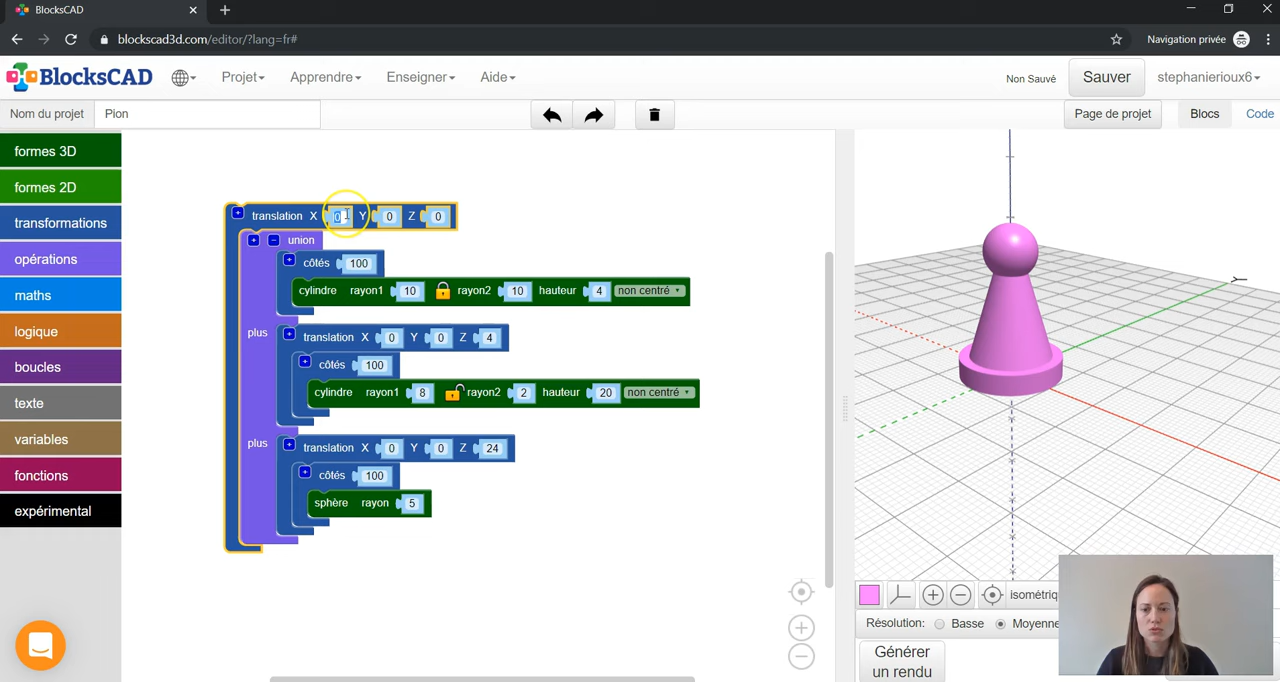 BlocksCAD
blockscad3d.com/editor/?lang=fr#
Navigation privée
BlocksCAD
Projet
Apprendre
Enseigner
Aide
Non Sauvé
Sauver
stephanierioux6
Nom du projet
Pion
Page de projet
Blocs
Code
formes 3D
formes 2D
transformations
opérations
maths
logique
boucles
texte
variables
fonctions
expérimental
translation X 0 Y 0 Z 0
union
côtés 100
cylindre rayon1 10 rayon2 10 hauteur 4 non centré
plus translation X 0 Y 0 Z 4
côtés 100
cylindre rayon1 8 rayon2 2 hauteur 20 non centré
plus translation X 0 Y 0 Z 24
côtés 100
sphère rayon 5
isométriq
Résolution: Basse Moyenne
Générer
un rendu